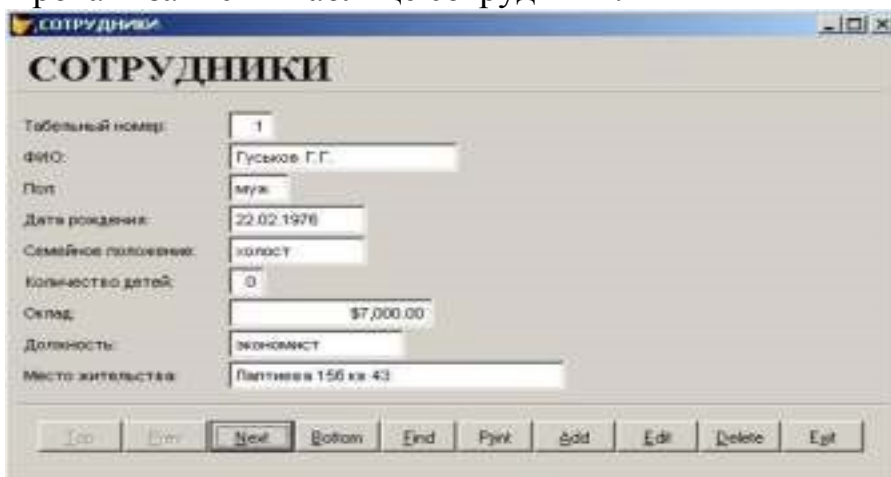 СОТРУДНИКИ
СОТРУДНИКИ
Табельный номер: 1
ФИО: Гуськов Г.Г.
Пол: муж
Дата рождения: 22.02.1976
Семейное положение: холост
Количество детей: 0
Оклад: $7,000.00
Должность: экономист
Место жительства: 156 кв 43
Top Prev Next Bottom Find Print Add Edit Delete Exit